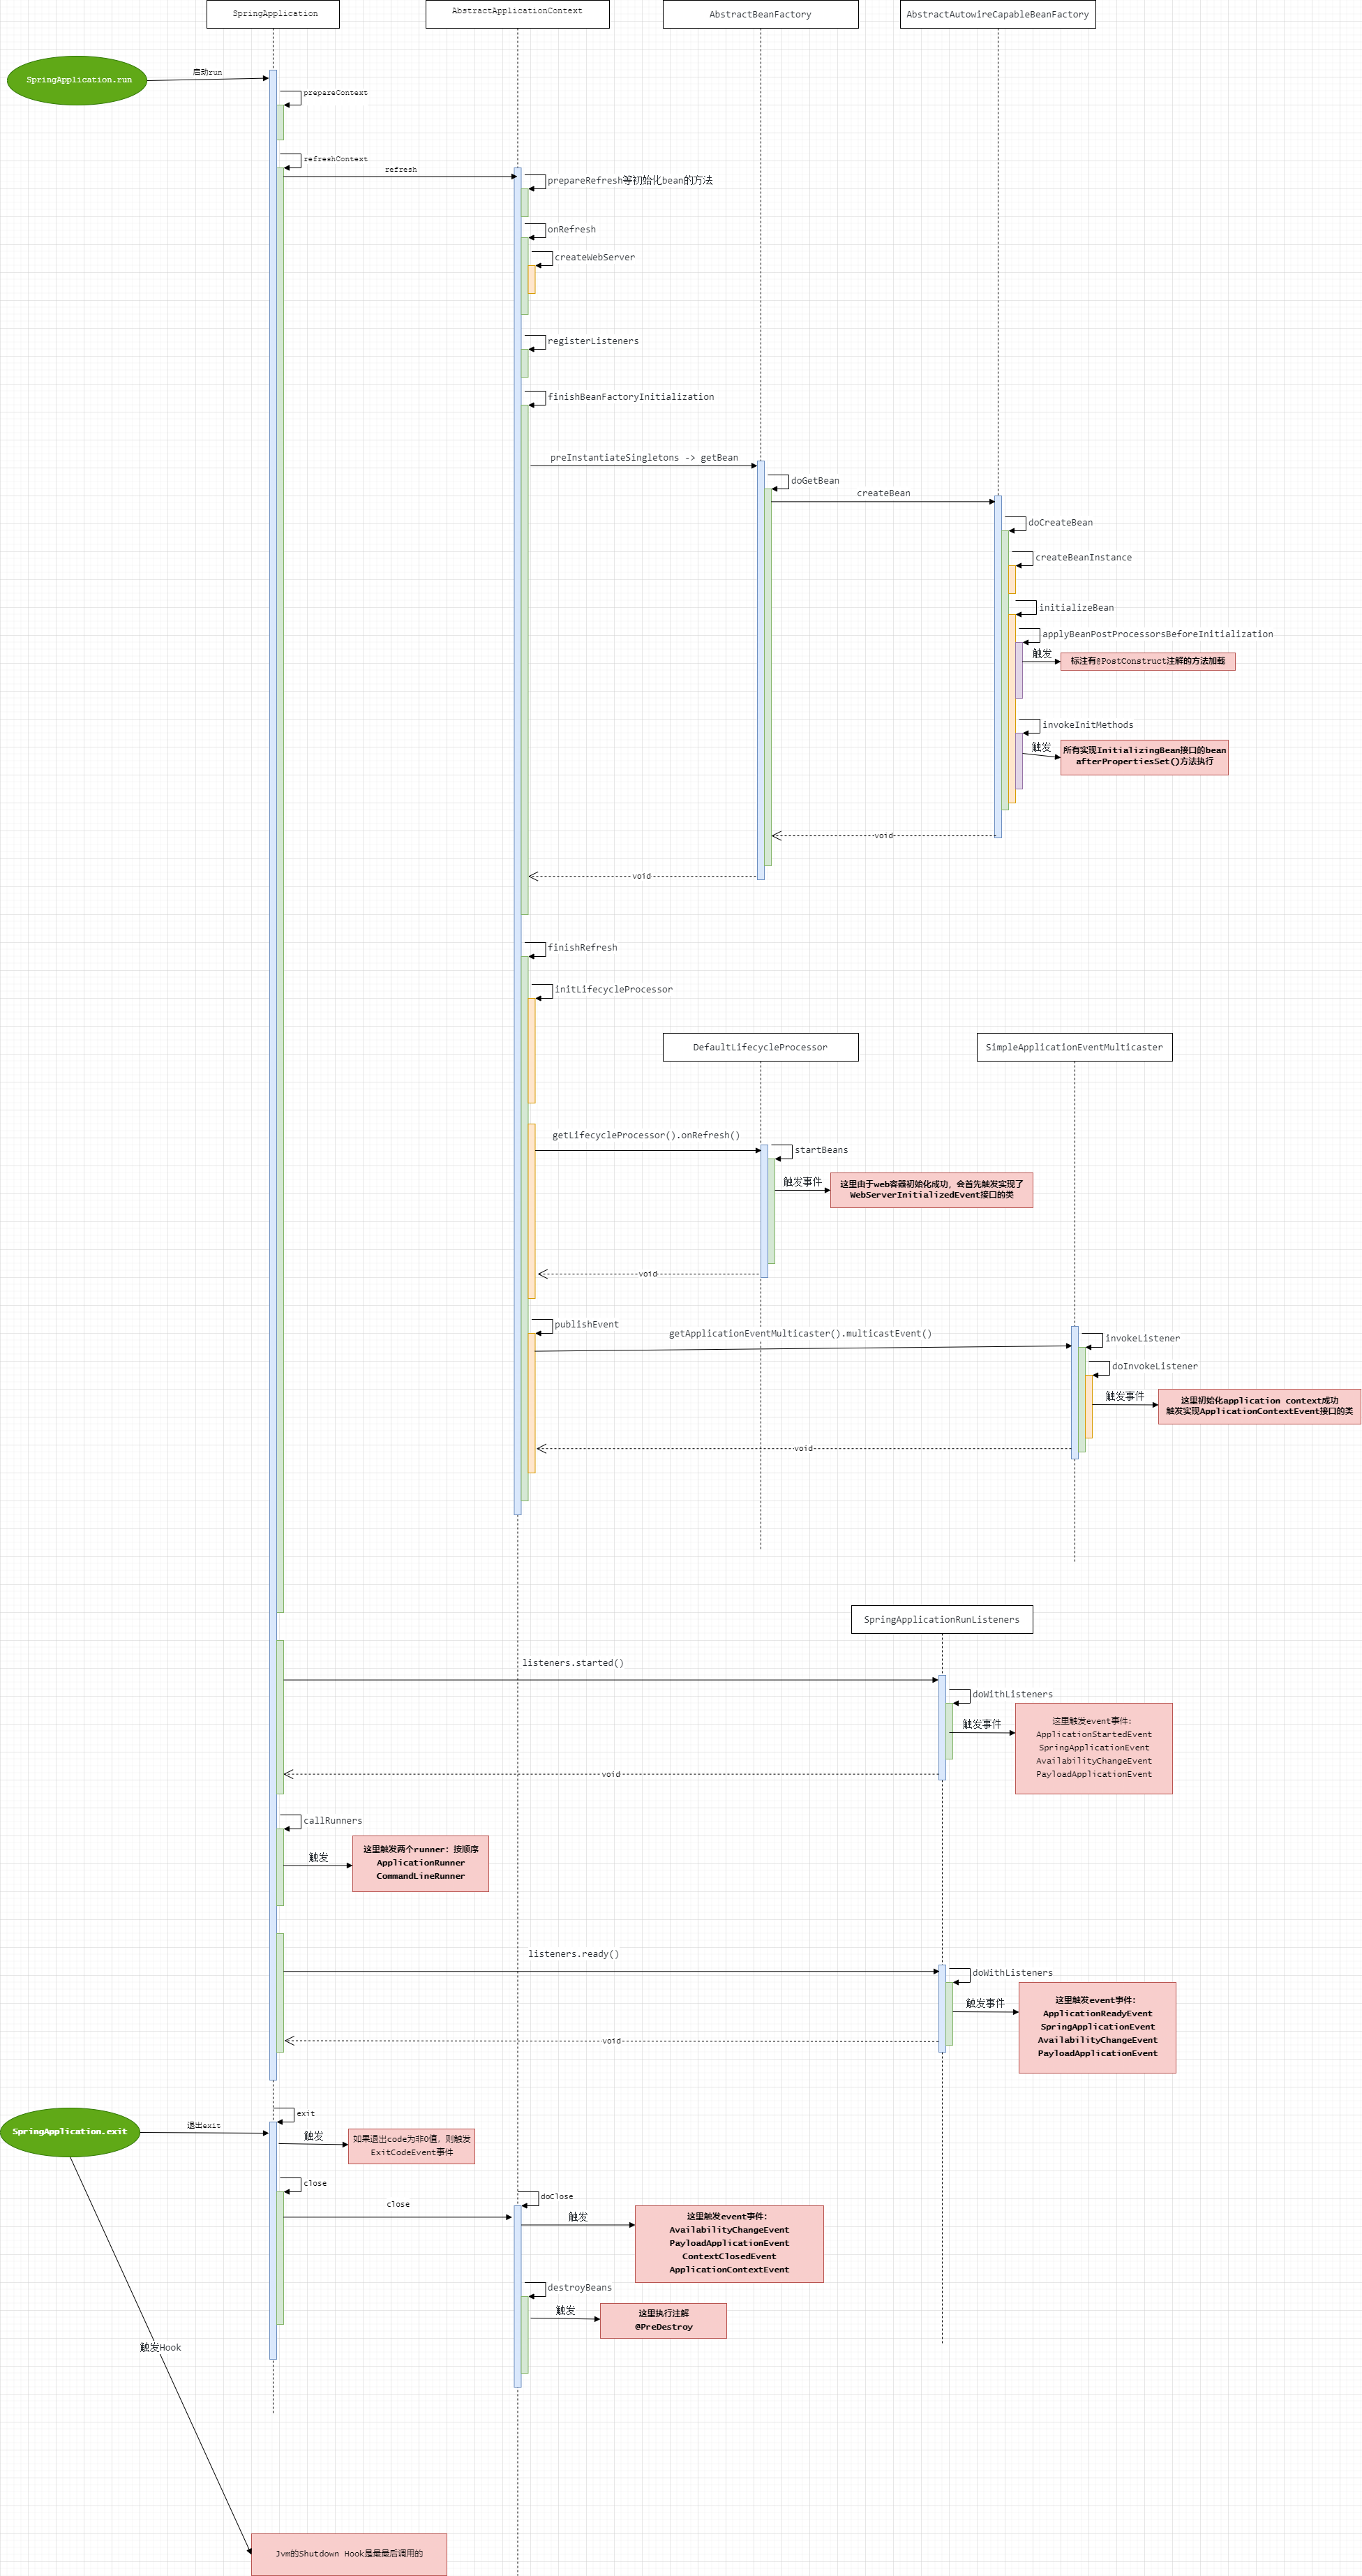 SpringApplication
AbstractApplicationContext
AbstractBeanFactory
AbstractAutowireCapableBeanFactory
SpringApplication.run
启动run
prepareContext
refreshContext
refresh
prepareRefresh等初始化bean的方法
onRefresh
createWebServer
registerListeners
finishBeanFactoryInitialization
preInstantiateSingletons -> getBean
doGetBean
createBean
doCreateBean
createBeanInstance
initializeBean
applyBeanPostProcessorsBeforeInitialization
触发
标注有@PostConstruct注解的方法加载
invokeInitMethods
触发
所有实现InitializingBean接口的bean
afterPropertiesSet()方法执行
void
void
finishRefresh
initLifecycleProcessor
DefaultLifecycleProcessor
SimpleApplicationEventMulticaster
getLifecycleProcessor().onRefresh()
startBeans
触发事件
这里由于web容器初始化成功，会首先触发实现了
WebServerInitializedEvent接口的类
void
publishEvent
getApplicationEventMulticaster().multicastEvent()
invokeListener
doInvokeListener
触发事件
这里初始化application context成功
触发实现ApplicationContextEvent接口的类
void
SpringApplicationRunListeners
listeners.started()
doWithListeners
触发事件
这里触发event事件：
ApplicationStartedEvent
SpringApplicationEvent
AvailabilityChangeEvent
PayloadApplicationEvent
void
callRunners
触发
这里触发两个runner：按顺序
ApplicationRunner
CommandLineRunner
listeners.ready()
doWithListeners
触发事件
这里触发event事件：
ApplicationReadyEvent
SpringApplicationEvent
AvailabilityChangeEvent
PayloadApplicationEvent
void
exit
SpringApplication.exit
退出exit
触发
如果退出code为非0值，则触发
ExitCodeEvent事件
close
close
doClose
触发
这里触发event事件：
AvailabilityChangeEvent
PayloadApplicationEvent
ContextClosedEvent
ApplicationContextEvent
destroyBeans
触发
这里执行注解
@PreDestroy
触发Hook
Jvm的Shutdown Hook是最最后调用的